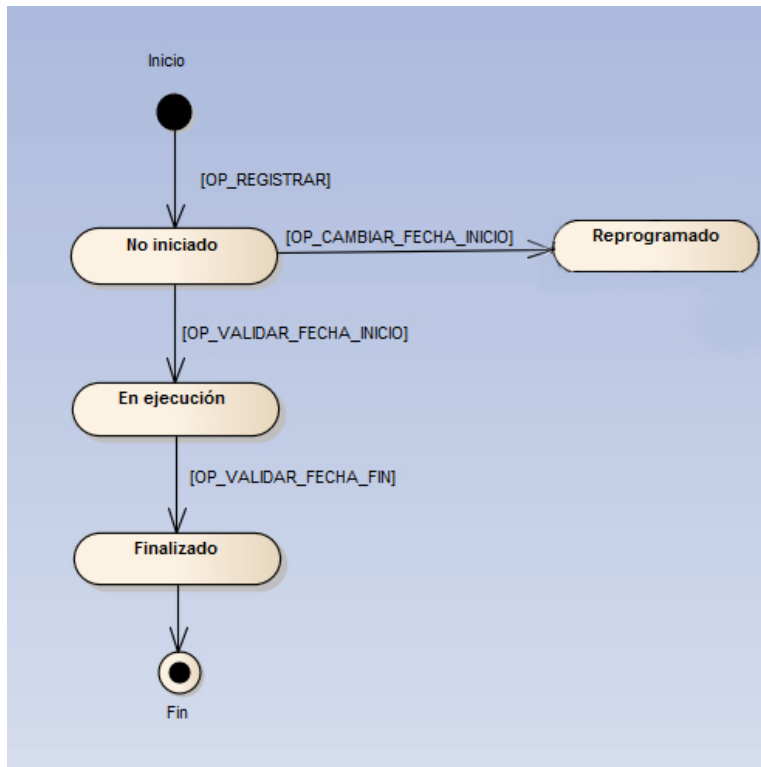 Inicio
[OP_REGISTRAR]
No iniciado
[OP_CAMBIAR_FECHA_INICIO]
Reprogramado
[OP_VALIDAR_FECHA_INICIO]
En ejecución
[OP_VALIDAR_FECHA_FIN]
Finalizado
Fin